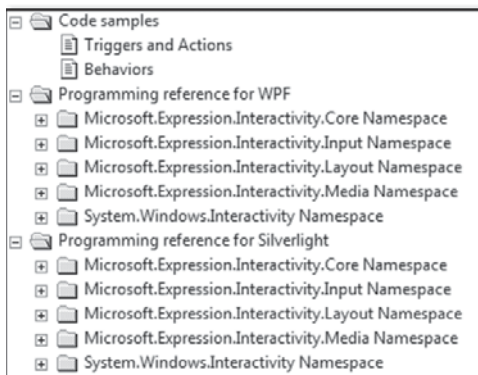 Code samples
Triggers and Actions
Behaviors
Programming reference for WPF
Microsoft.Expression.Interactivity.Core Namespace
Microsoft.Expression.Interactivity.Input Namespace
Microsoft.Expression.Interactivity.Layout Namespace
Microsoft.Expression.Interactivity.Media Namespace
System.Windows.Interactivity Namespace
Programming reference for Silverlight
Microsoft.Expression.Interactivity.Core Namespace
Microsoft.Expression.Interactivity.Input Namespace
Microsoft.Expression.Interactivity.Layout Namespace
Microsoft.Expression.Interactivity.Media Namespace
System.Windows.Interactivity Namespace